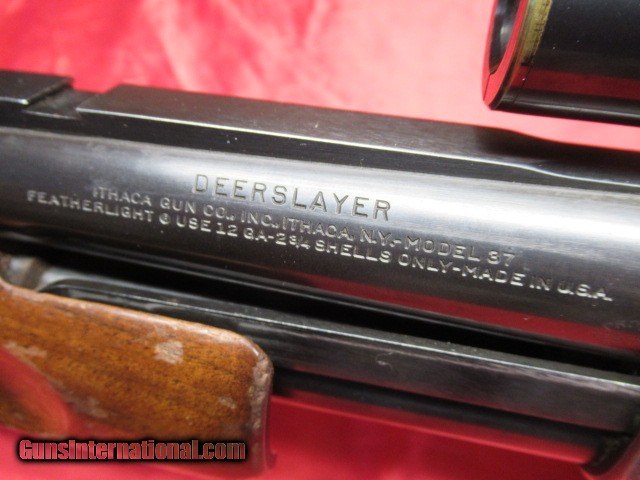 DEERSLAYER
ITHACA GUN CO., INC. ITHACA, N.Y.-MODEL 37
FEATHERLIGHT © USE 12 GA-2¾ SHELLS ONLY-MADE IN U.S.A.
GunsInternational.com